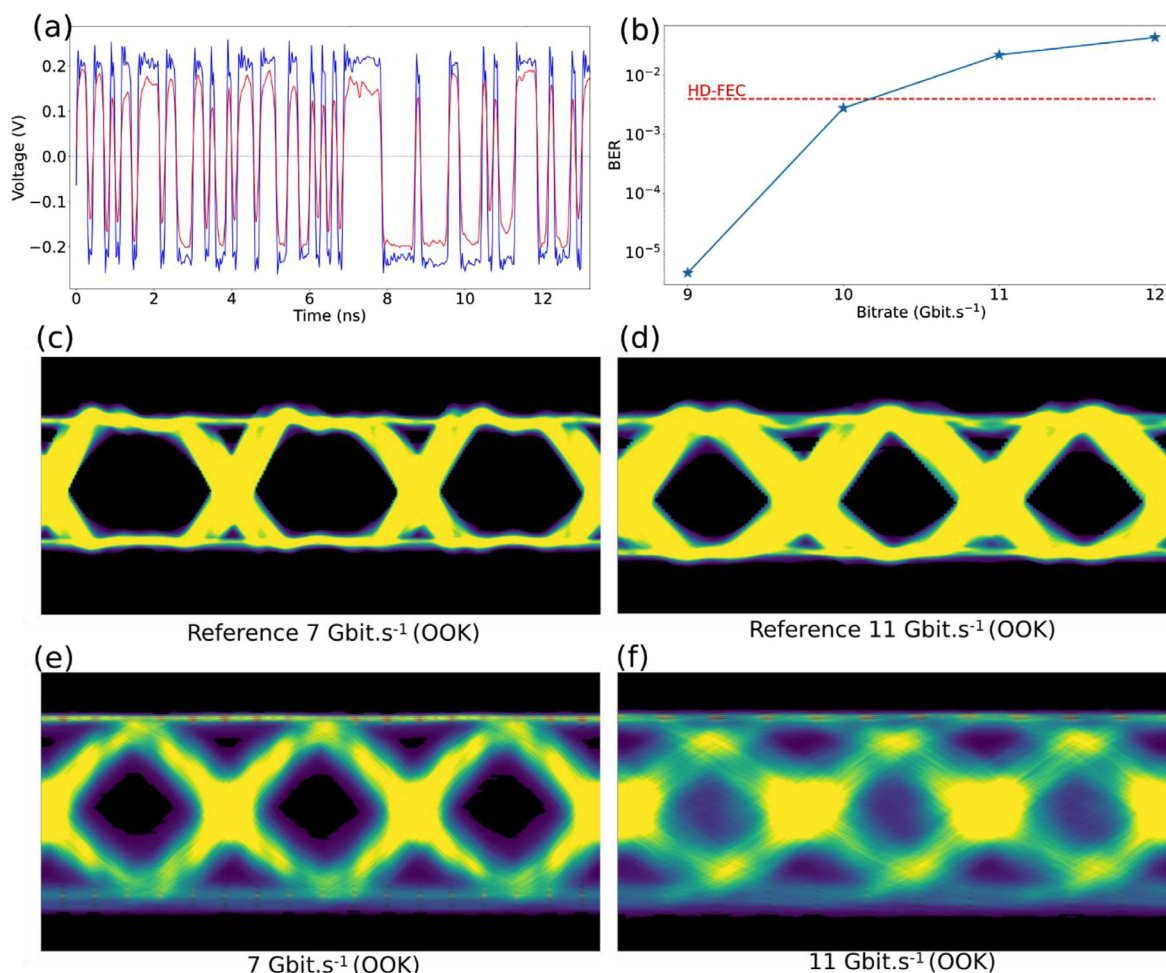 (a)
Voltage (V)
0.2
0.1
0.0
−0.1
−0.2
0 2 4 6 8 10 12
Time (ns)
(b)
BER
10⁻²
10⁻³
10⁻⁴
10⁻⁵
HD-FEC
9 10 11 12
Bitrate (Gbit.s⁻¹)
(c)
Reference 7 Gbit.s⁻¹ (OOK)
(d)
Reference 11 Gbit.s⁻¹ (OOK)
(e)
7 Gbit.s⁻¹ (OOK)
(f)
11 Gbit.s⁻¹ (OOK)